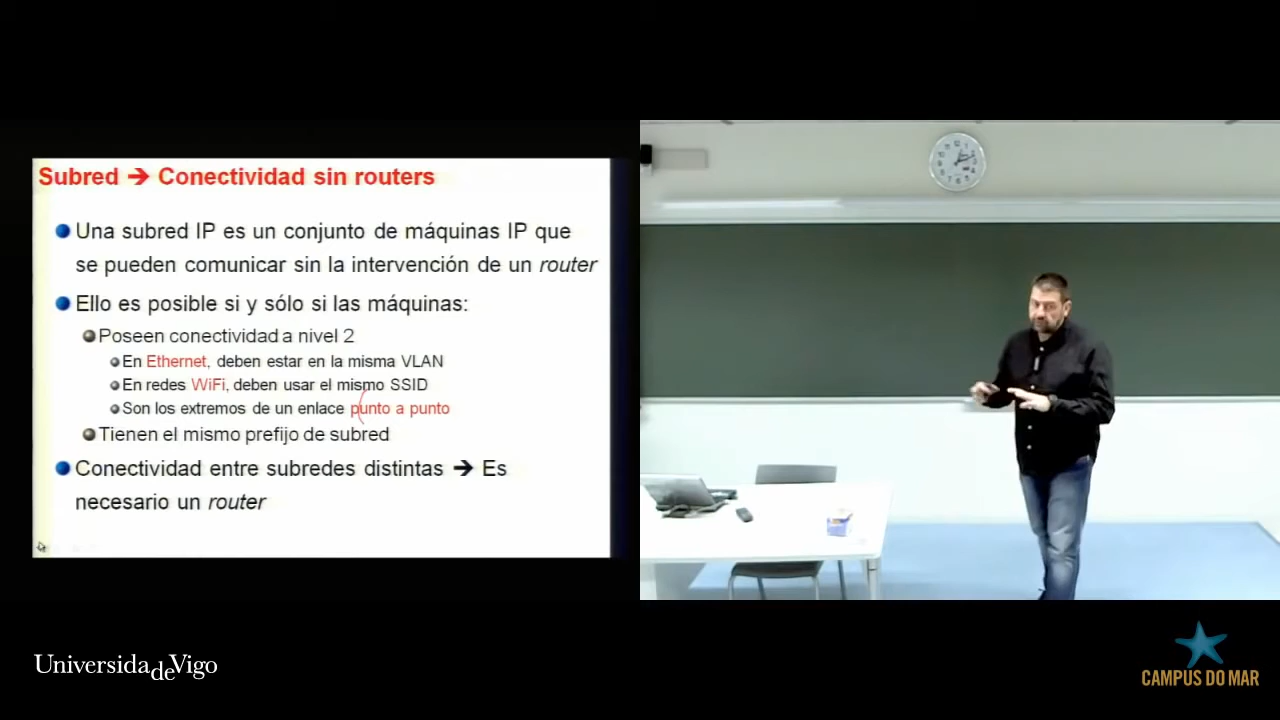 Subred → Conectividad sin routers
Una subred IP es un conjunto de máquinas IP que
se pueden comunicar sin la intervención de un router
Ello es posible si y sólo si las máquinas:
Poseen conectividad a nivel 2
En Ethernet, deben estar en la misma VLAN
En redes WiFi, deben usar el mismo SSID
Son los extremos de un enlace punto a punto
Tienen el mismo prefijo de subred
Conectividad entre subredes distintas → Es
necesario un router
Universidade de Vigo
CAMPUS DO MAR